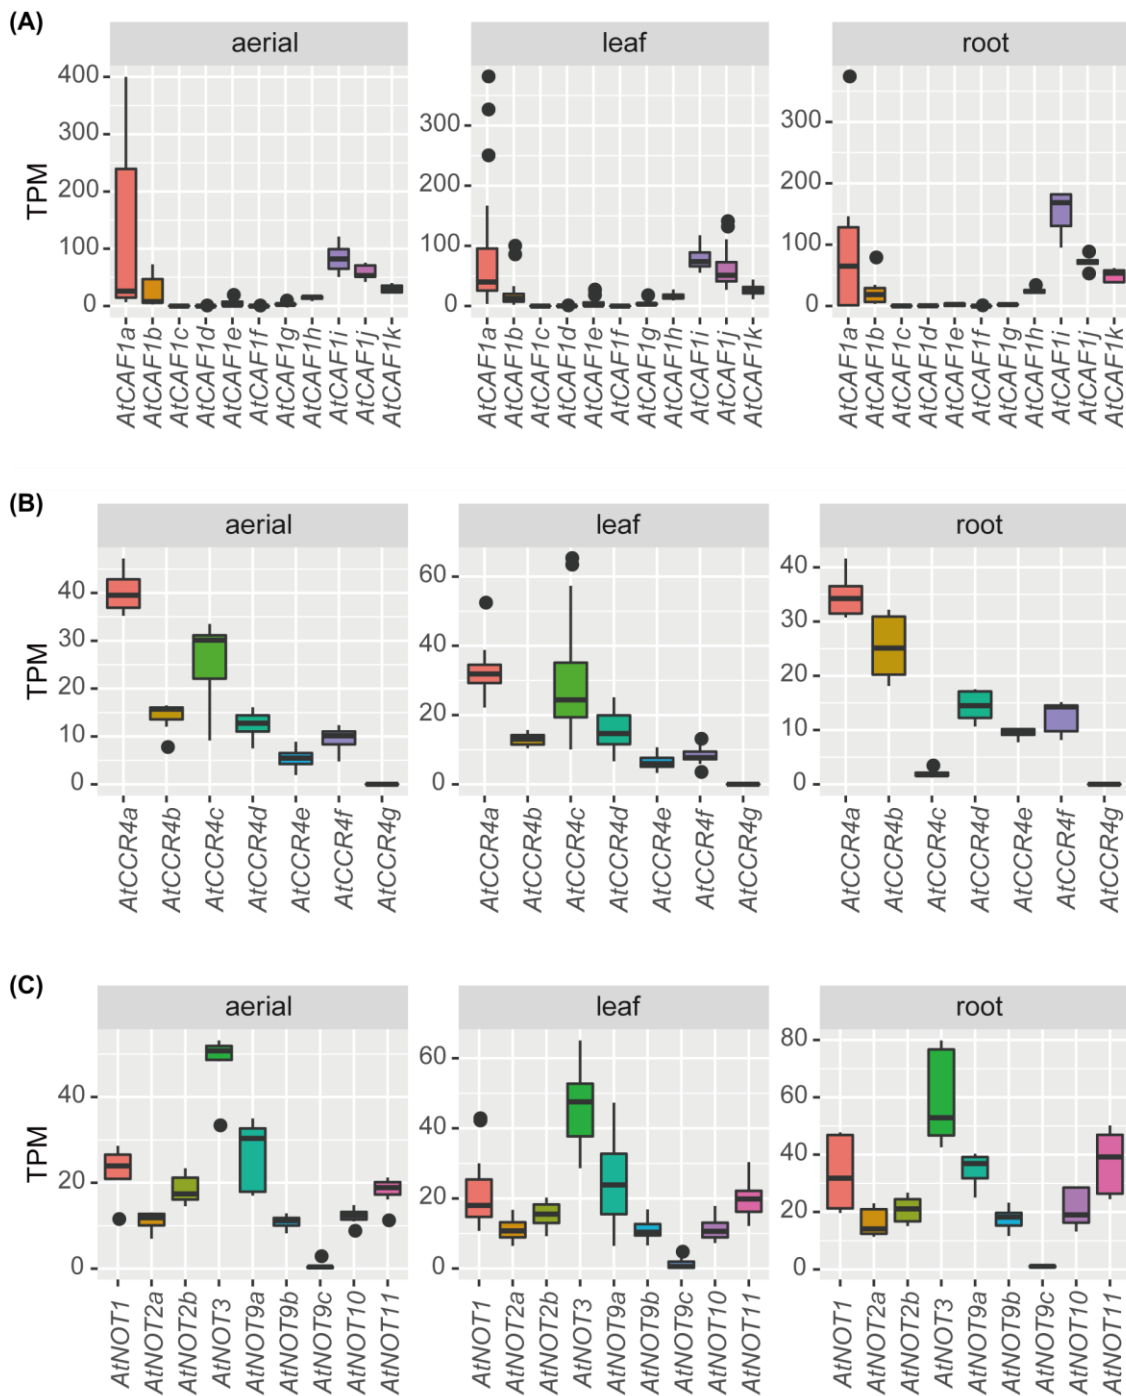 (A)
aerial leaf root
TPM
400
300
200
100
0
300
200
100
0
300
200
100
0
AtCAF1a AtCAF1b AtCAF1c AtCAF1d AtCAF1e AtCAF1f AtCAF1g AtCAF1h AtCAF1i AtCAF1j AtCAF1k
AtCAF1a AtCAF1b AtCAF1c AtCAF1d AtCAF1e AtCAF1f AtCAF1g AtCAF1h AtCAF1i AtCAF1j AtCAF1k
AtCAF1a AtCAF1b AtCAF1c AtCAF1d AtCAF1e AtCAF1f AtCAF1g AtCAF1h AtCAF1i AtCAF1j AtCAF1k
(B)
aerial leaf root
TPM
40
30
20
10
0
60
40
20
0
40
30
20
10
0
AtCCR4a AtCCR4b AtCCR4c AtCCR4d AtCCR4e AtCCR4f AtCCR4g
AtCCR4a AtCCR4b AtCCR4c AtCCR4d AtCCR4e AtCCR4f AtCCR4g
AtCCR4a AtCCR4b AtCCR4c AtCCR4d AtCCR4e AtCCR4f AtCCR4g
(C)
aerial leaf root
TPM
40
20
0
60
40
20
0
80
60
40
20
0
AtNOT1 AtNOT2a AtNOT2b AtNOT3 AtNOT9a AtNOT9b AtNOT9c AtNOT10 AtNOT11
AtNOT1 AtNOT2a AtNOT2b AtNOT3 AtNOT9a AtNOT9b AtNOT9c AtNOT10 AtNOT11
AtNOT1 AtNOT2a AtNOT2b AtNOT3 AtNOT9a AtNOT9b AtNOT9c AtNOT10 AtNOT11